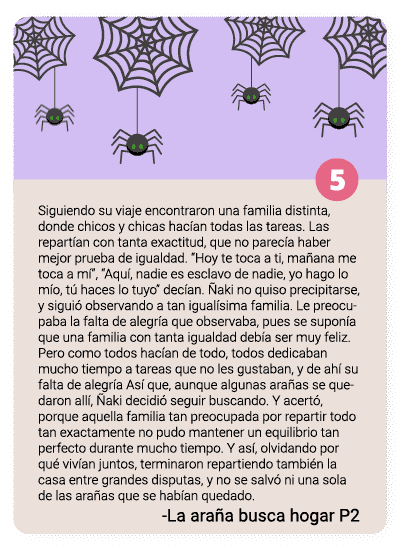 5
Siguiendo su viaje encontraron una familia distinta,
donde chicos y chicas hacían todas las tareas. Las
repartían con tanta exactitud, que no parecía haber
mejor prueba de igualdad. "Hoy te toca a ti, mañana me
toca a mí", "Aquí, nadie es esclavo de nadie, yo hago lo
mío, tú haces lo tuyo" decían. Ñaki no quiso precipitarse,
y siguió observando a tan igualísima familia. Le preocu-
paba la falta de alegría que observaba, pues se suponía
que una familia con tanta igualdad debía ser muy feliz.
Pero como todos hacían de todo, todos dedicaban
mucho tiempo a tareas que no les gustaban, y de ahí su
falta de alegría Así que, aunque algunas arañas se que-
daron allí, Ñaki decidió seguir buscando. Y acertó,
porque aquella familia tan preocupada por repartir todo
tan exactamente no pudo mantener un equilibrio tan
perfecto durante mucho tiempo. Y así, olvidando por
qué vivían juntos, terminaron repartiendo también la
casa entre grandes disputas, y no se salvó ni una sola
de las arañas que se habían quedado.
-La araña busca hogar P2